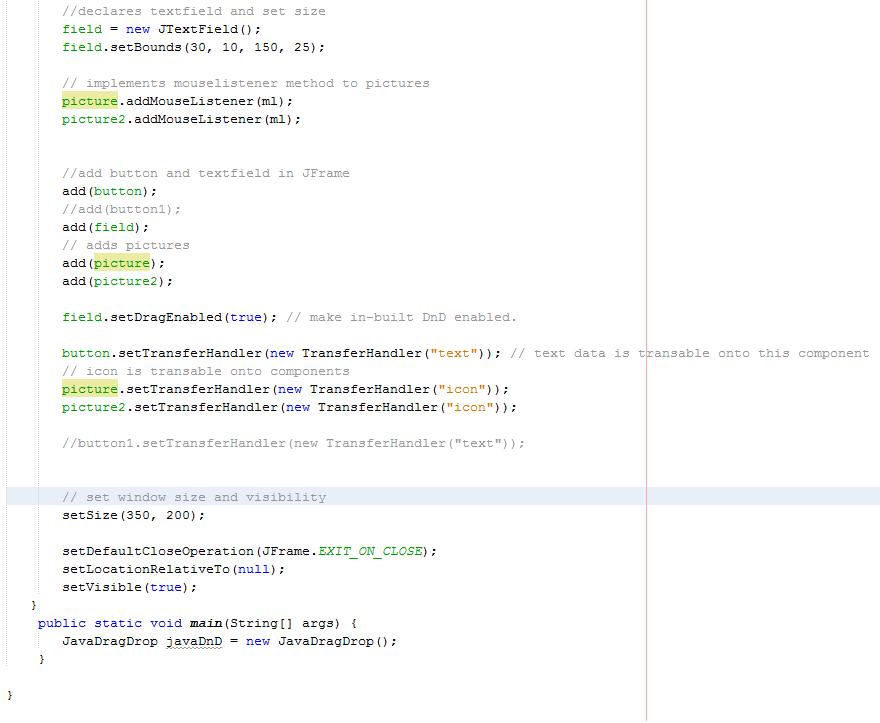 //declares textfield and set size
field = new JTextField();
field.setBounds(30, 10, 150, 25);
// implements mouselistener method to pictures
picture.addMouseListener(ml);
picture2.addMouseListener(ml);
//add button and textfield in JFrame
add(button);
//add(button1);
add(field);
// adds pictures
add(picture);
add(picture2);
field.setDragEnabled(true); // make in-built DnD enabled.
button.setTransferHandler(new TransferHandler("text")); // text data is transable onto this component
// icon is transable onto components
picture.setTransferHandler(new TransferHandler("icon"));
picture2.setTransferHandler(new TransferHandler("icon"));
//button1.setTransferHandler(new TransferHandler("text"));
// set window size and visibility
setSize(350, 200);
setDefaultCloseOperation(JFrame.EXIT_ON_CLOSE);
setLocationRelativeTo(null);
setVisible(true);
}
public static void main(String[] args) {
JavaDragDrop javaDnD = new JavaDragDrop();
}
}